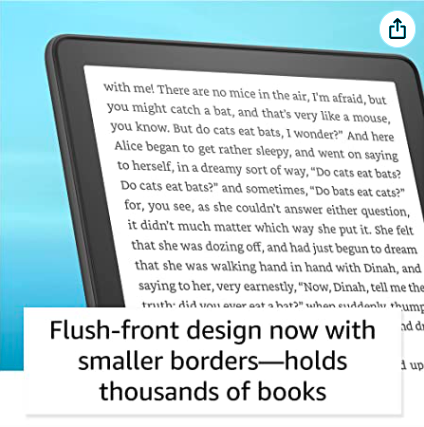 with me! There are no mice in the air, I'm afraid, but
you might catch a bat, and that's very like a mouse,
you know. But do cats eat bats, I wonder?" And here
Alice began to get rather sleepy, and went on saying
to herself, in a dreamy sort of way, "Do cats eat bats?
Do cats eat bats?" and sometimes, "Do bats eat cats?"
for, you see, as she couldn't answer either question,
it didn't much matter which way she put it. She felt
that she was dozing off, and had just begun to dream
that she was walking hand in hand with Dinah, and
saying to her, very earnestly, "Now, Dinah, tell me the
truth: did you ever eat a bat?" when suddenly, thump
Flush-front design now with
smaller borders—holds
thousands of books